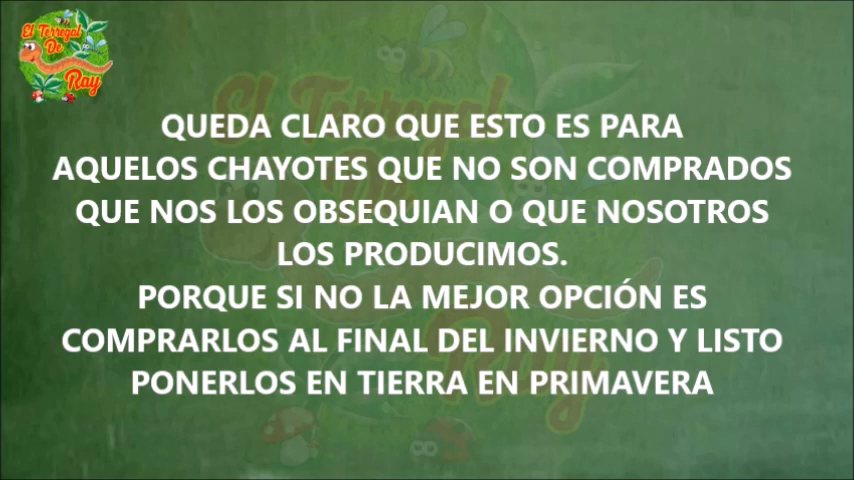 El Terregal
De
Ray
QUEDA CLARO QUE ESTO ES PARA
AQUELOS CHAYOTES QUE NO SON COMPRADOS
QUE NOS LOS OBSEQUIAN O QUE NOSOTROS
LOS PRODUCIMOS.
PORQUE SI NO LA MEJOR OPCIÓN ES
COMPRARLOS AL FINAL DEL INVIERNO Y LISTO
PONERLOS EN TIERRA EN PRIMAVERA